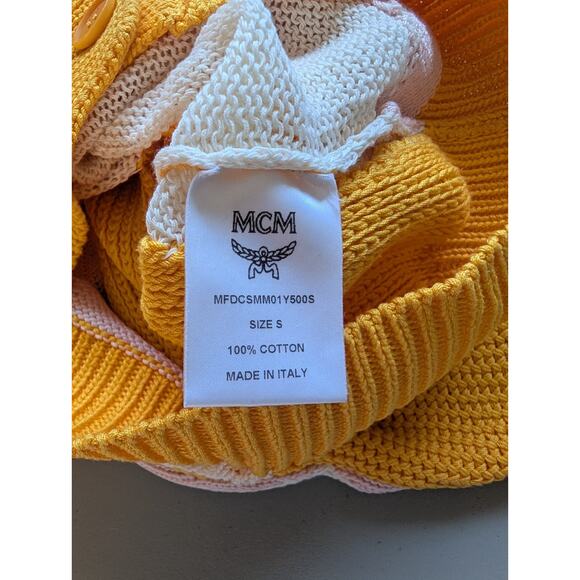 MCM
MFDCSMM01Y500S
SIZE S
100% COTTON
MADE IN ITALY